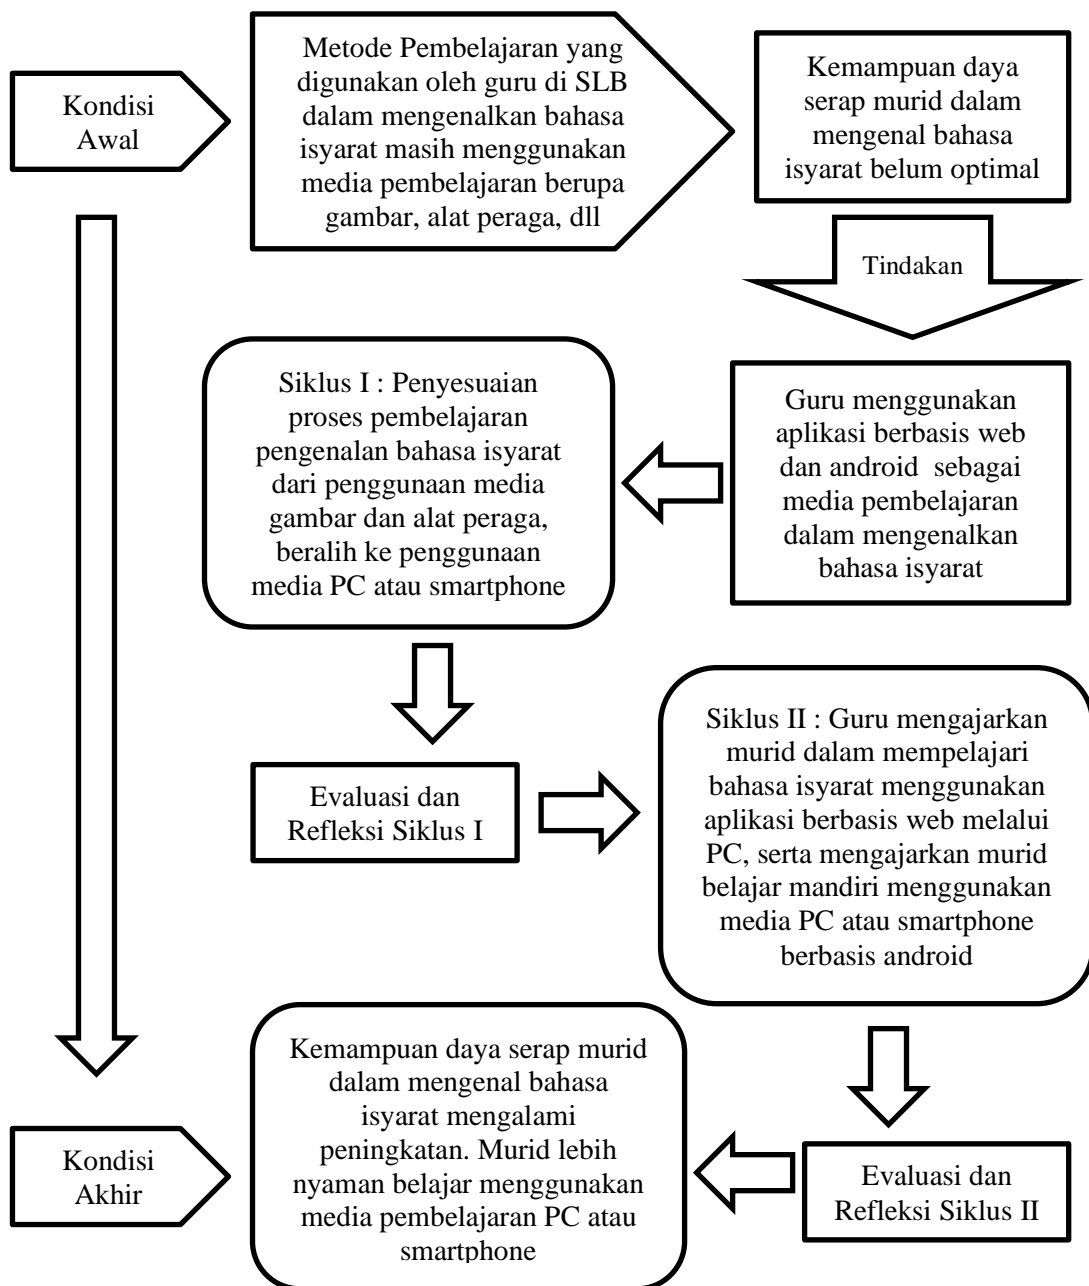 Kondisi
Awal
Metode Pembelajaran yang
digunakan oleh guru di SLB
dalam mengenalkan bahasa
isyarat masih menggunakan
media pembelajaran berupa
gambar, alat peraga, dll
Kemampuan daya
serap murid dalam
mengenal bahasa
isyarat belum optimal
Tindakan
Guru menggunakan
aplikasi berbasis web
dan android  sebagai
media pembelajaran
dalam mengenalkan
bahasa isyarat
Siklus I : Penyesuaian
proses pembelajaran
pengenalan bahasa isyarat
dari penggunaan media
gambar dan alat peraga,
beralih ke penggunaan
media PC atau smartphone
Evaluasi dan
Refleksi Siklus I
Siklus II : Guru mengajarkan
murid dalam mempelajari
bahasa isyarat menggunakan
aplikasi berbasis web melalui
PC, serta mengajarkan murid
belajar mandiri menggunakan
media PC atau smartphone
berbasis android
Evaluasi dan
Refleksi Siklus II
Kemampuan daya serap murid
dalam mengenal bahasa
isyarat mengalami
peningkatan. Murid lebih
nyaman belajar menggunakan
media pembelajaran PC atau
smartphone
Kondisi
Akhir